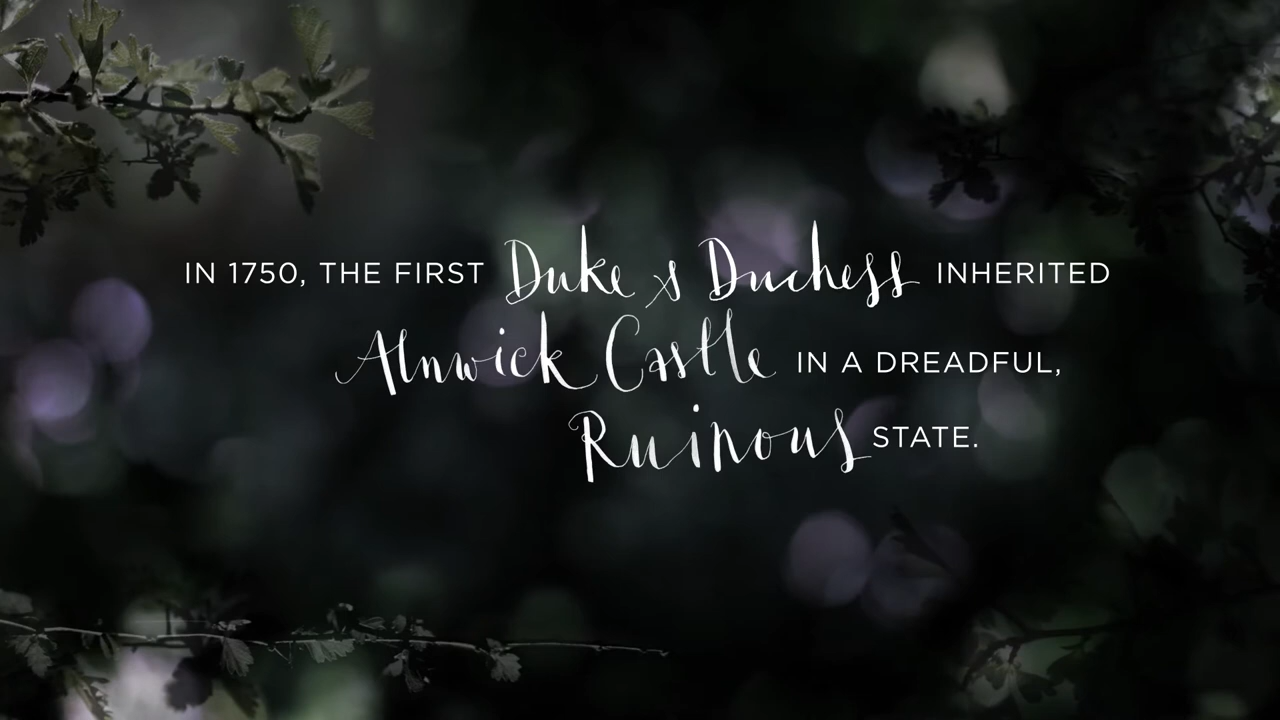 IN 1750, THE FIRST Duke & Duchess INHERITED
Alnwick Castle IN A DREADFUL,
Ruinous STATE.